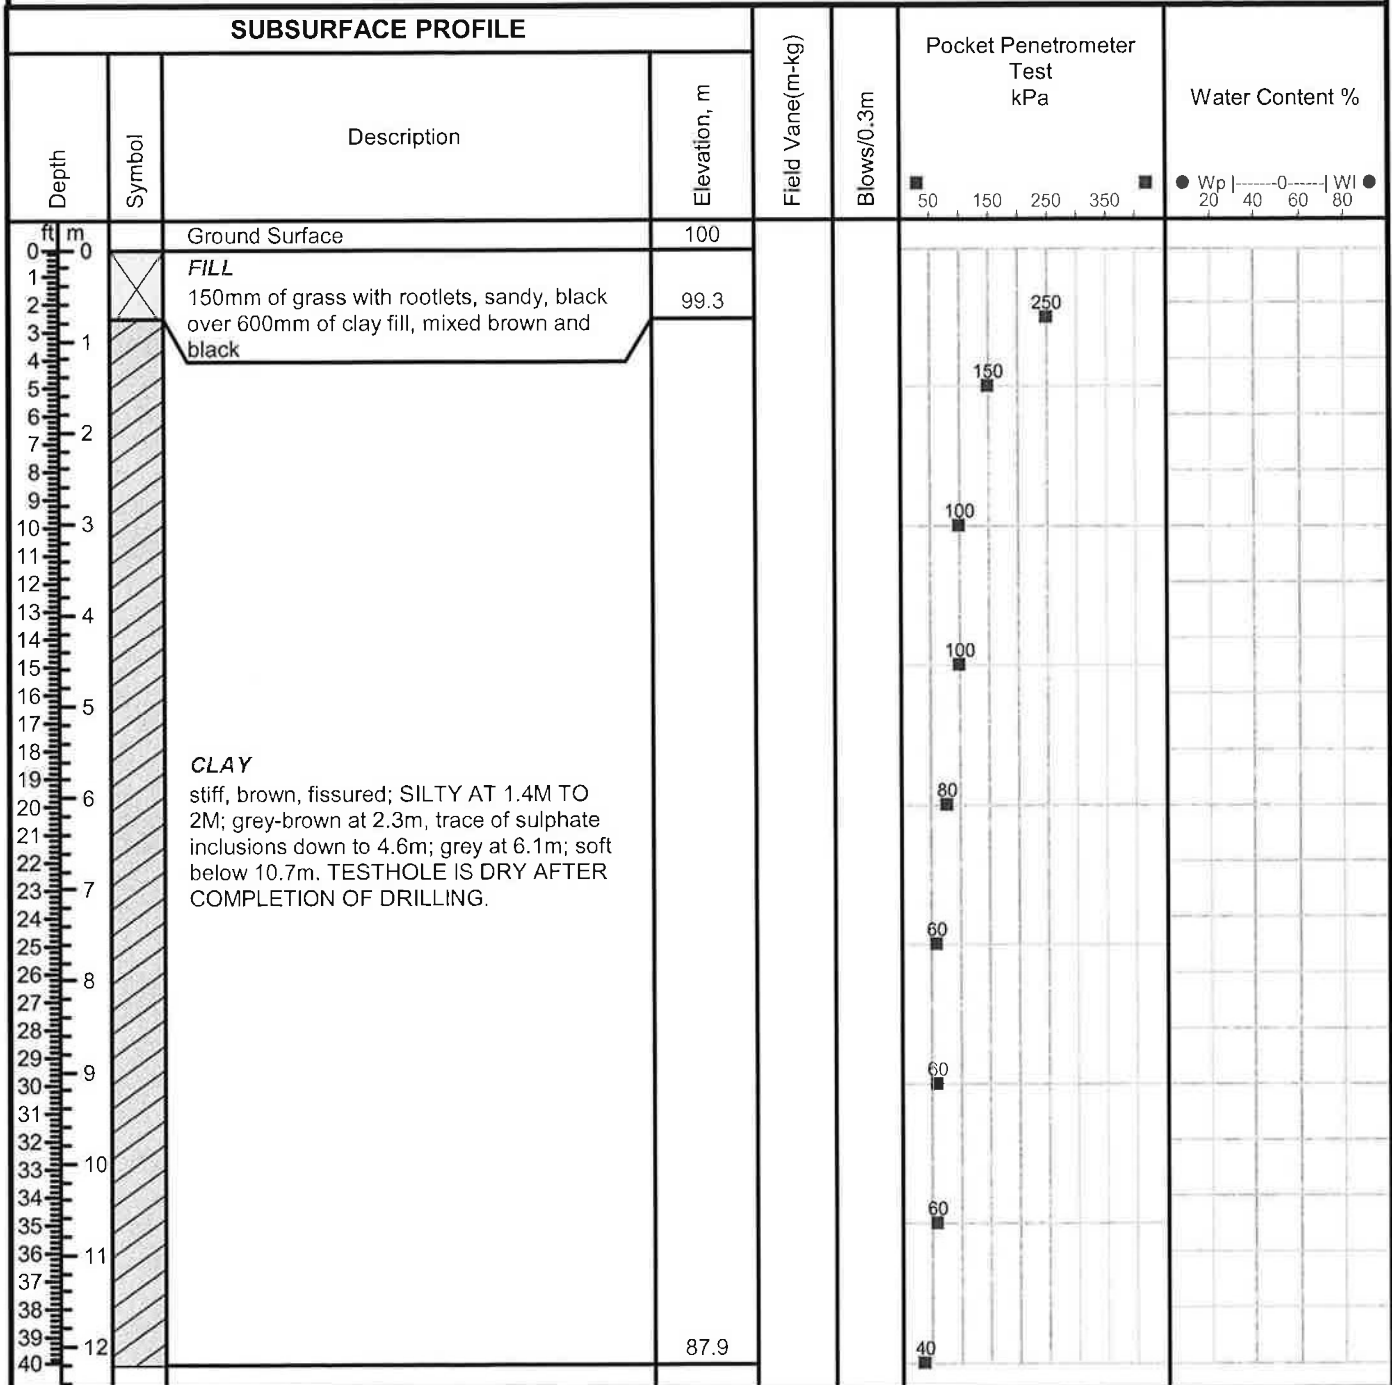 SUBSURFACE PROFILE
Depth
Symbol
Description
Elevation, m
Field Vane(m-kg)
Blows/0.3m
Pocket Penetrometer
Test
kPa
50 150 250 350
Water Content %
Wp |------0-----| Wl
20 40 60 80
ft m
Ground Surface
100
FILL
150mm of grass with rootlets, sandy, black
over 600mm of clay fill, mixed brown and
black
99.3
CLAY
stiff, brown, fissured; SILTY AT 1.4M TO
2M; grey-brown at 2.3m, trace of sulphate
inclusions down to 4.6m; grey at 6.1m; soft
below 10.7m. TESTHOLE IS DRY AFTER
COMPLETION OF DRILLING.
87.9
0 0
1
2
3
1
4
5
6
2
7
8
9
10 3
11
12
13
4
14
15
16
5
17
18
19
6
20
21
22
23 7
24
25
26
8
27
28
29
9
30
31
32
10
33
34
35
36 11
37
38
39
12
40
250
150
100
100
80
60
60
60
40